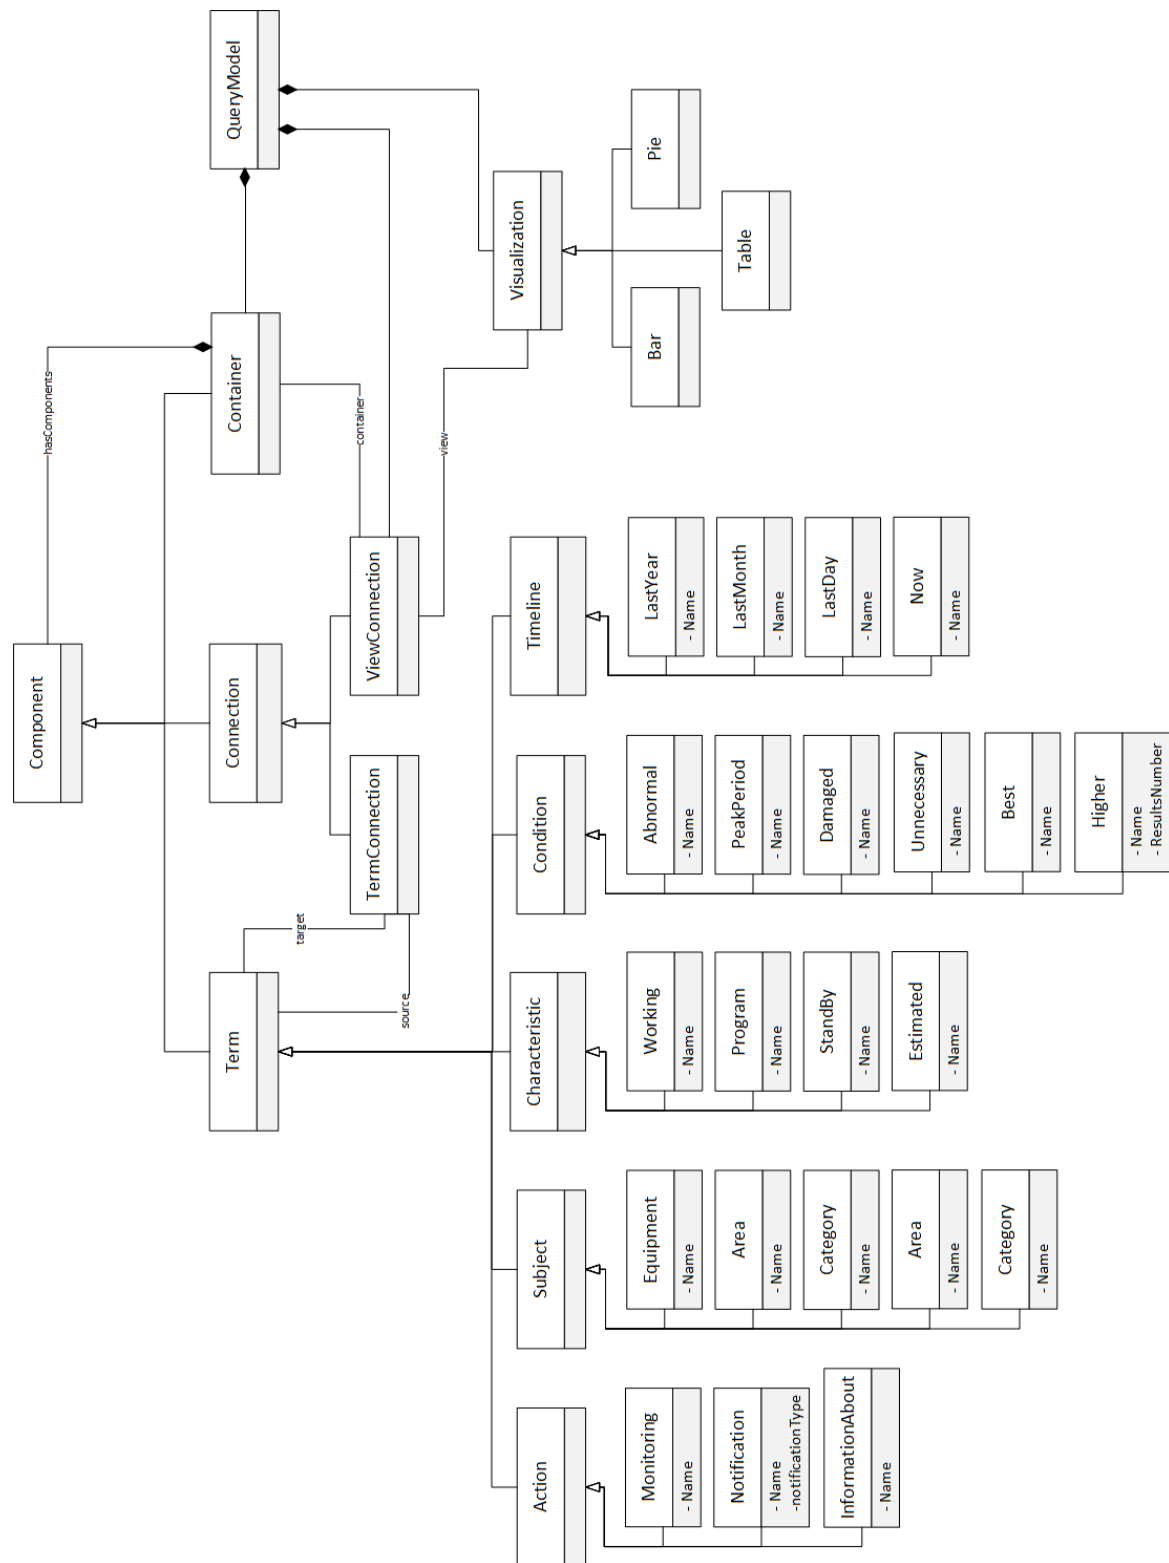 Component
hasComponents
QueryModel
Container
Connection
Term
container
view
target
source
TermConnection
ViewConnection
Visualization
Bar
Pie
Table
Action
Subject
Characteristic
Condition
Timeline
Monitoring
- Name
Notification
- Name
-notificationType
InformationAbout
- Name
Equipment
- Name
Area
- Name
Category
- Name
Area
- Name
Category
- Name
Working
- Name
Program
- Name
StandBy
- Name
Estimated
- Name
Abnormal
- Name
PeakPeriod
- Name
Damaged
- Name
Unnecessary
- Name
Best
- Name
Higher
- Name
- ResultsNumber
LastYear
- Name
LastMonth
- Name
LastDay
- Name
Now
- Name